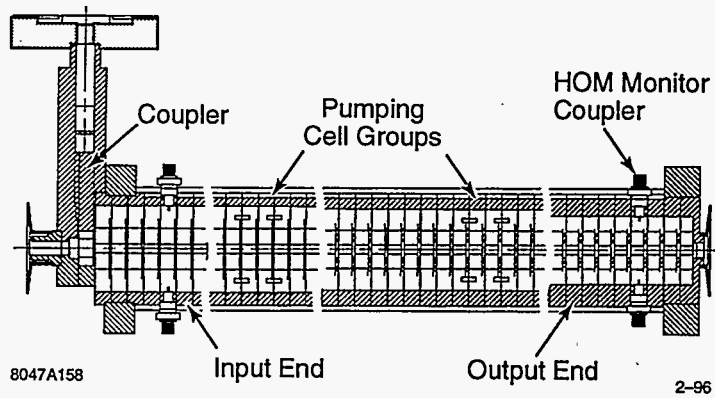 HOM Monitor
Coupler
Pumping
Cell Groups
Coupler
Input End
Output End
8047A158
2–96